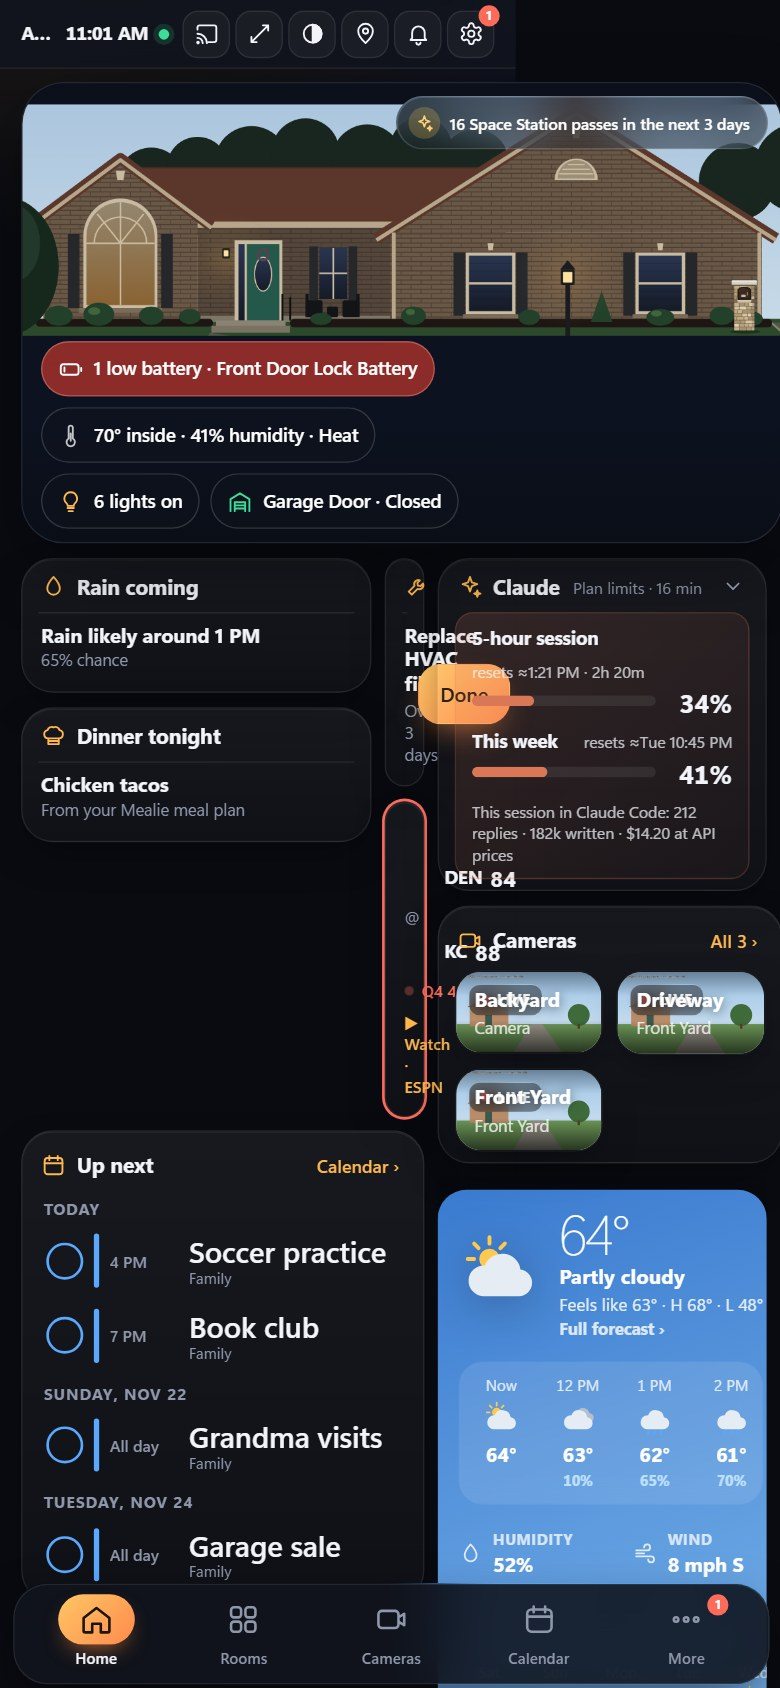 A...
11:01 AM
1
16 Space Station passes in the next 3 days
1 low battery · Front Door Lock Battery
70° inside · 41% humidity · Heat
6 lights on
Garage Door · Closed
Rain coming
Rain likely around 1 PM
65% chance
Dinner tonight
Chicken tacos
From your Mealie meal plan
Replace
HVAC
3
days
Done
@
DEN 84
KC 88
Q4 4
Watch
·
ESPN
Claude Plan limits · 16 min
5-hour session
resets ≈1:21 PM · 2h 20m
34%
This week resets ≈Tue 10:45 PM
41%
This session in Claude Code: 212
replies · 182k written · $14.20 at API
prices
Cameras All 3 ›
Backyard
Camera
Driveway
Front Yard
Front Yard
Front Yard
Up next Calendar ›
TODAY
4 PM Soccer practice
Family
7 PM Book club
Family
SUNDAY, NOV 22
All day Grandma visits
Family
TUESDAY, NOV 24
All day Garage sale
Family
64°
Partly cloudy
Feels like 63° · H 68° · L 48°
Full forecast ›
Now 12 PM 1 PM 2 PM
64° 63° 62° 61°
10% 65% 70%
HUMIDITY
52%
WIND
8 mph S
Home Rooms Cameras Calendar More
1